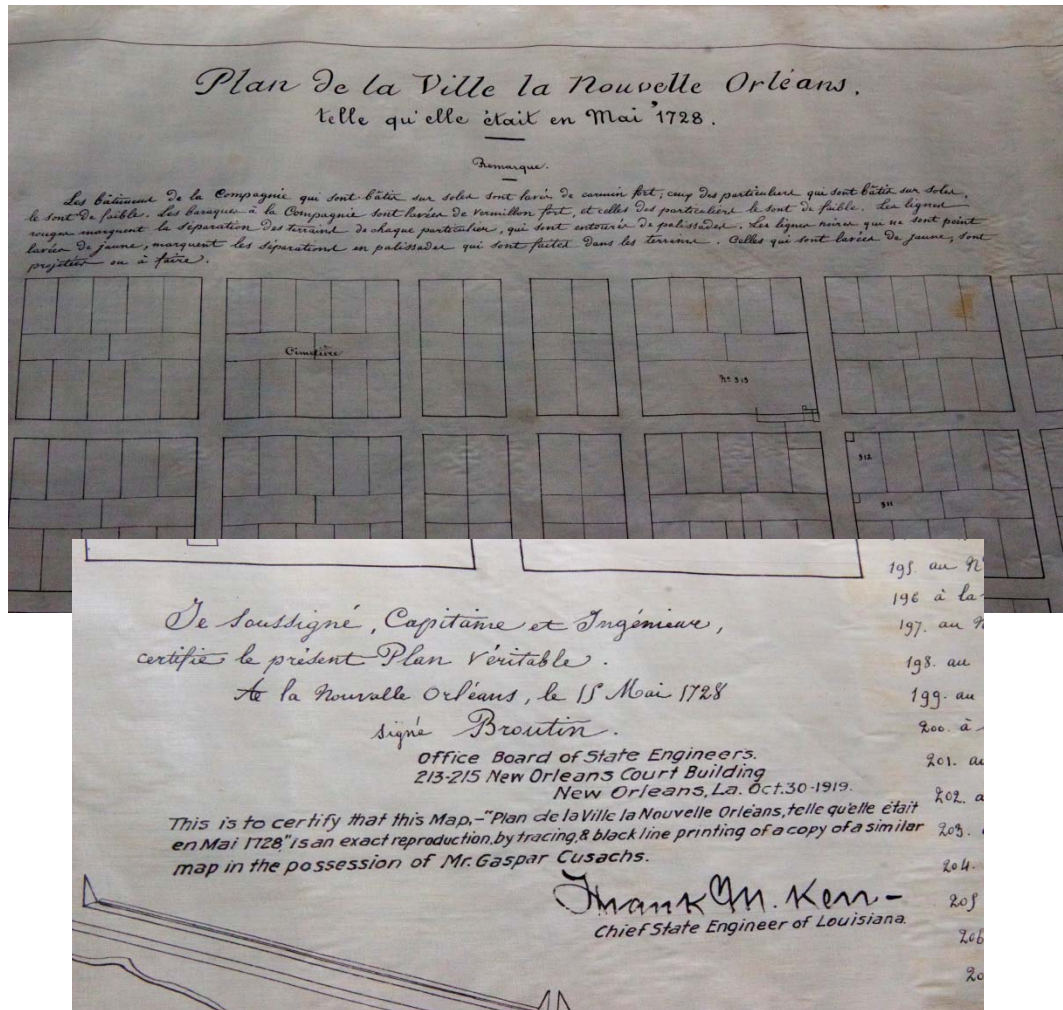 Plan de la Ville la Nouvelle Orléans.
telle qu'elle était en Mai 1728.
Remarque.
Les bâtimens de la Compagnie qui sont bâtis sur soles sont lavés de carmin fort; ceux des particuliers qui sont bâtis sur soles,
le sont de faible. Les baraques à la Compagnie sont lavées de vermillon fort, et celles des particuliers le sont de faible. Les lignes
rouges marquent la séparation des terrains de chaque particulier, qui sont entourés de palissades. Les lignes noires qui ne sont point
lavées de jaune, marquent les séparations en palissades qui sont faites dans les terrains. Celles qui sont lavées de jaune, sont
projetées ou à faire.
Cimetière
No 313
312
311
Je soussigné, Capitaine et Ingénieur,
certifie le présent Plan Véritable.
A la Nouvelle Orléans, le 15 Mai 1728
signé Broutin.
Office Board of State Engineers.
213-215 New Orleans Court Building
New Orleans, La. Oct. 30-1919.
This is to certify that this Map,-"Plan de la Ville la Nouvelle Orléans, telle qu'elle était
en Mai 1728," is an exact reproduction, by tracing, & black line printing of a copy of a similar
map in the possession of Mr. Gaspar Cusachs.
Frank M. Kerr-
Chief State Engineer of Louisiana.
195. au
196 à la
197. au
198. au
199. au
200. à
201. au
202.
203.
204.
205
206